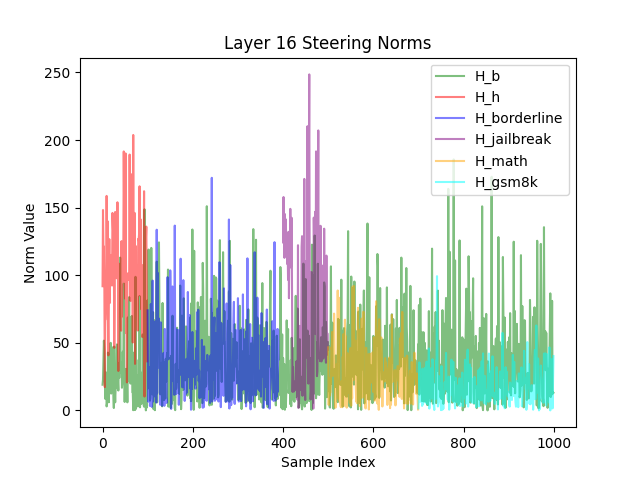 Layer 16 Steering Norms
Norm Value
250
200
150
100
50
0
0
200
400
600
800
1000
Sample Index
H_b
H_h
H_borderline
H_jailbreak
H_math
H_gsm8k